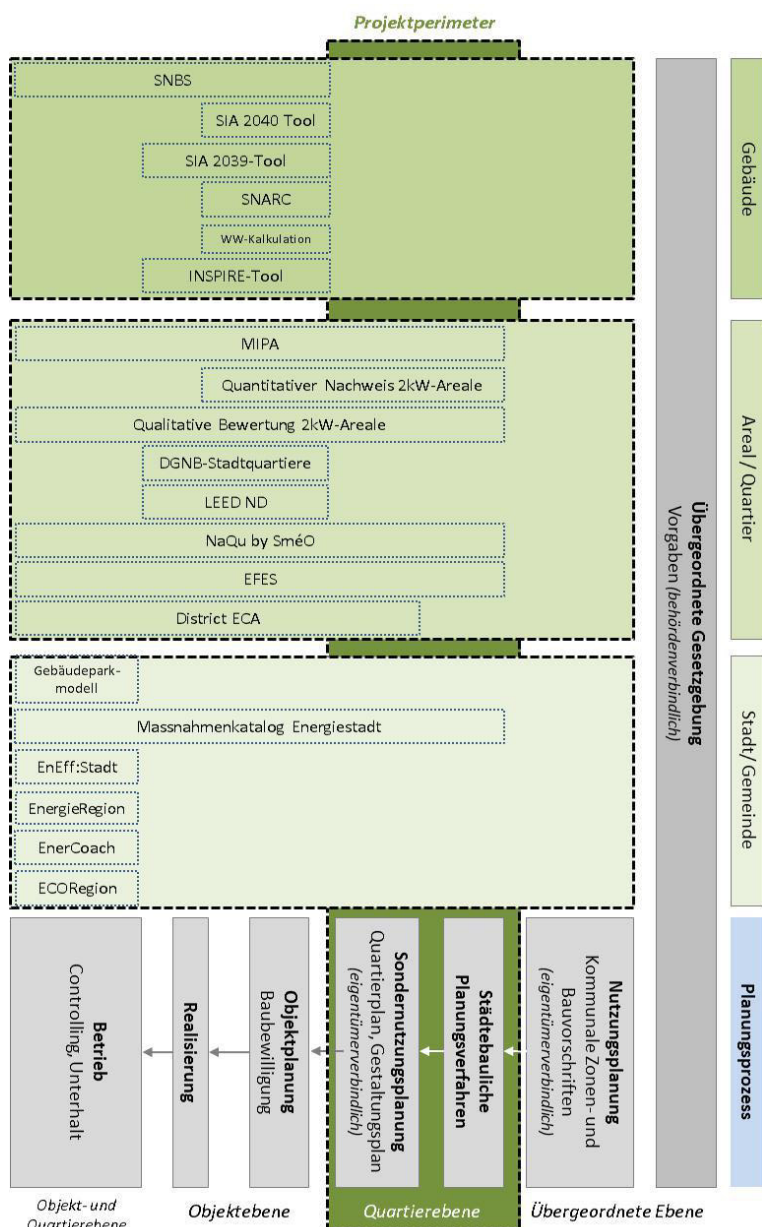 Projektperimeter
SNBS
SIA 2040 Tool
SIA 2039-Tool
SNARC
WW-Kalkulation
INSPIRE-Tool
Gebäude
MIPA
Quantitativer Nachweis 2kW-Areale
Qualitative Bewertung 2kW-Areale
DGNB-Stadtquartiere
LEED ND
NaQu by SméO
EFES
District ECA
Areal / Quartier
Übergeordnete Gesetzgebung
Vorgaben (behördenverbindlich)
Gebäudepark-
modell
Massnahmenkatalog Energiestadt
EnEff:Stadt
EnergieRegion
EnerCoach
ECORegion
Stadt/ Gemeinde
Betrieb
Controlling, Unterhalt
Realisierung
Objektplanung
Baubewilligung
Sondernutzungsplanung
Quartierplan, Gestaltungsplan
(eigentümerverbindlich)
Städtebauliche
Planungsverfahren
Nutzungsplanung
Kommunale Zonen- und
Bauvorschriften
(eigentümerverbindlich)
Planungsprozess
Objekt- und
Quartierebene
Objektebene
Quartierebene
Übergeordnete Ebene